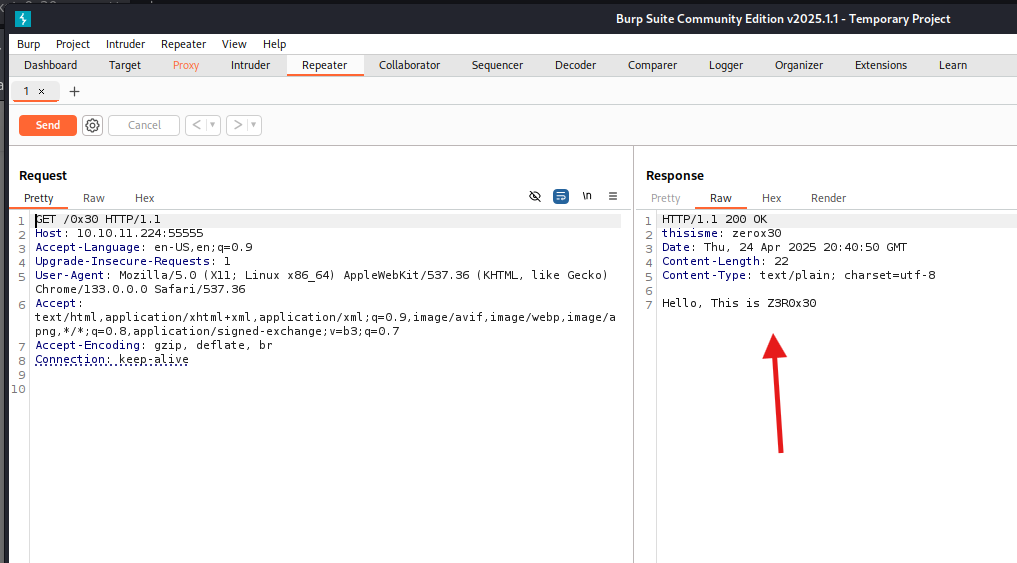 Burp Suite Community Edition v2025.1.1 - Temporary Project
Burp Project Intruder Repeater View Help
Dashboard Target Proxy Intruder Repeater Collaborator Sequencer Decoder Comparer Logger Organizer Extensions Learn
1 × +
Send Cancel < >
Request
Pretty Raw Hex \n
1 GET /0x30 HTTP/1.1
2 Host: 10.10.11.224:55555
3 Accept-Language: en-US,en;q=0.9
4 Upgrade-Insecure-Requests: 1
5 User-Agent: Mozilla/5.0 (X11; Linux x86_64) AppleWebKit/537.36 (KHTML, like Gecko)
Chrome/133.0.0.0 Safari/537.36
6 Accept:
text/html,application/xhtml+xml,application/xml;q=0.9,image/avif,image/webp,image/a
png,*/*;q=0.8,application/signed-exchange;v=b3;q=0.7
7 Accept-Encoding: gzip, deflate, br
8 Connection: keep-alive
9
10
Response
Pretty Raw Hex Render
1 HTTP/1.1 200 OK
2 thisisme: zerox30
3 Date: Thu, 24 Apr 2025 20:40:50 GMT
4 Content-Length: 22
5 Content-Type: text/plain; charset=utf-8
6
7 Hello, This is Z3R0x30